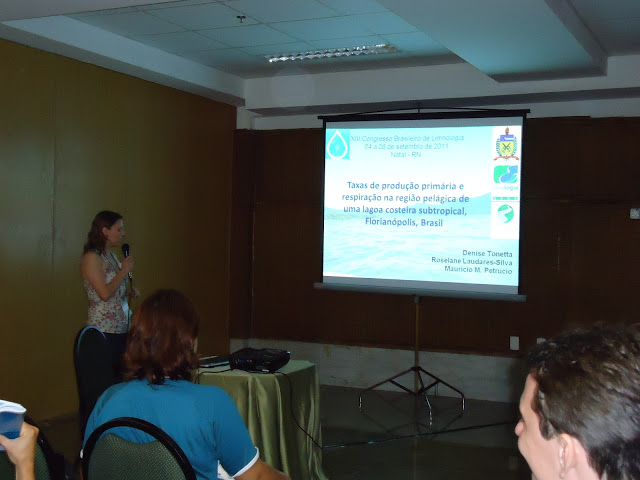 XIII Congresso Brasileiro de Limnologia
04 a 08 de setembro de 2011
Natal - RN
Taxas de produção primária e
respiração na região pelágica de
uma lagoa costeira subtropical,
Florianópolis, Brasil
Denise Tonetta
Roselane Laudares-Silva
Mauricio M. Petrucio